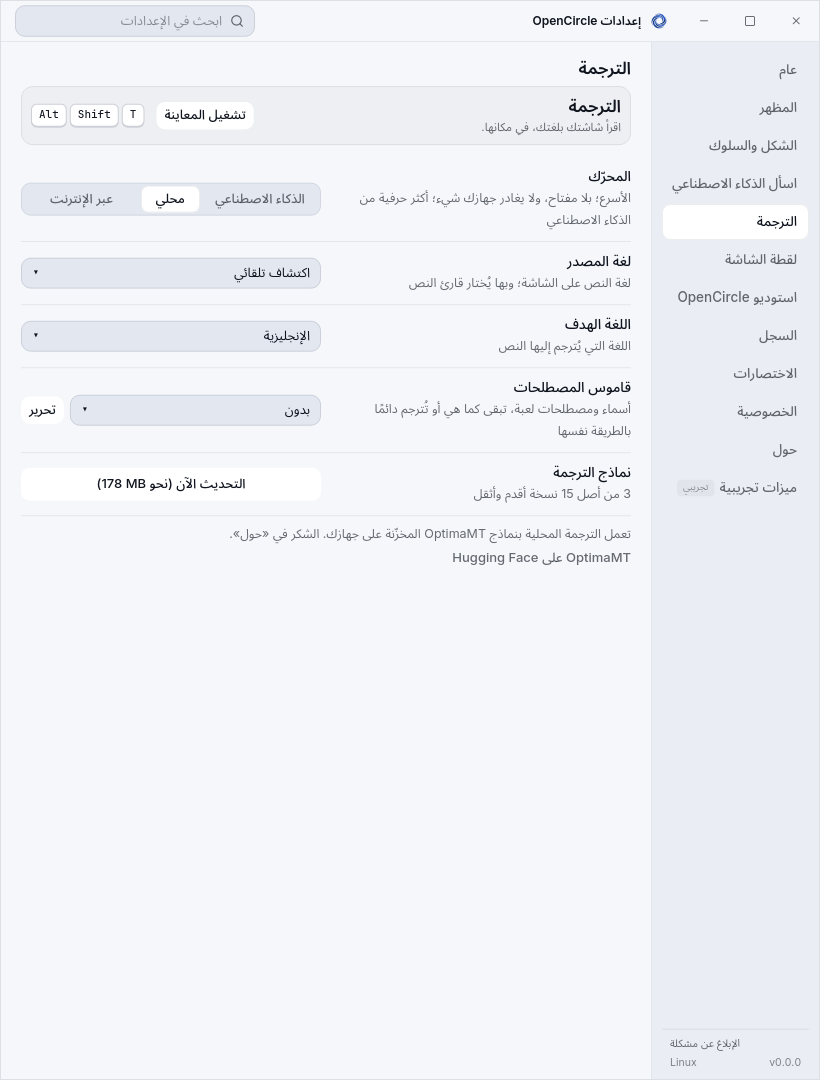 إعدادات OpenCircle
ابحث في الإعدادات
عام
المظهر
الشكل والسلوك
اسأل الذكاء الاصطناعي
الترجمة
لقطة الشاشة
استوديو OpenCircle
السجل
الاختصارات
الخصوصية
حول
ميزات تجريبية تجريبي
الإبلاغ عن مشكلة
v0.0.0 Linux
الترجمة
الترجمة
اقرأ شاشتك بلغتك، في مكانها.
تشغيل المعاينة
Alt Shift T
المحرّك
الأسرع؛ بلا مفتاح، ولا يغادر جهازك شيء؛ أكثر حرفية من
الذكاء الاصطناعي
الذكاء الاصطناعي محلي عبر الإنترنت
لغة المصدر
لغة النص على الشاشة؛ وبها يُختار قارئ النص
اكتشاف تلقائي
اللغة الهدف
اللغة التي يُترجم إليها النص
الإنجليزية
قاموس المصطلحات
أسماء ومصطلحات لعبة، تبقى كما هي أو تُترجم دائمًا
بالطريقة نفسها
بدون
تحرير
نماذج الترجمة
3 من أصل 15 نسخة أقدم وأثقل
التحديث الآن (نحو 178 MB)
تعمل الترجمة المحلية بنماذج OptimaMT المخزّنة على جهازك. الشكر في «حول».
OptimaMT على Hugging Face